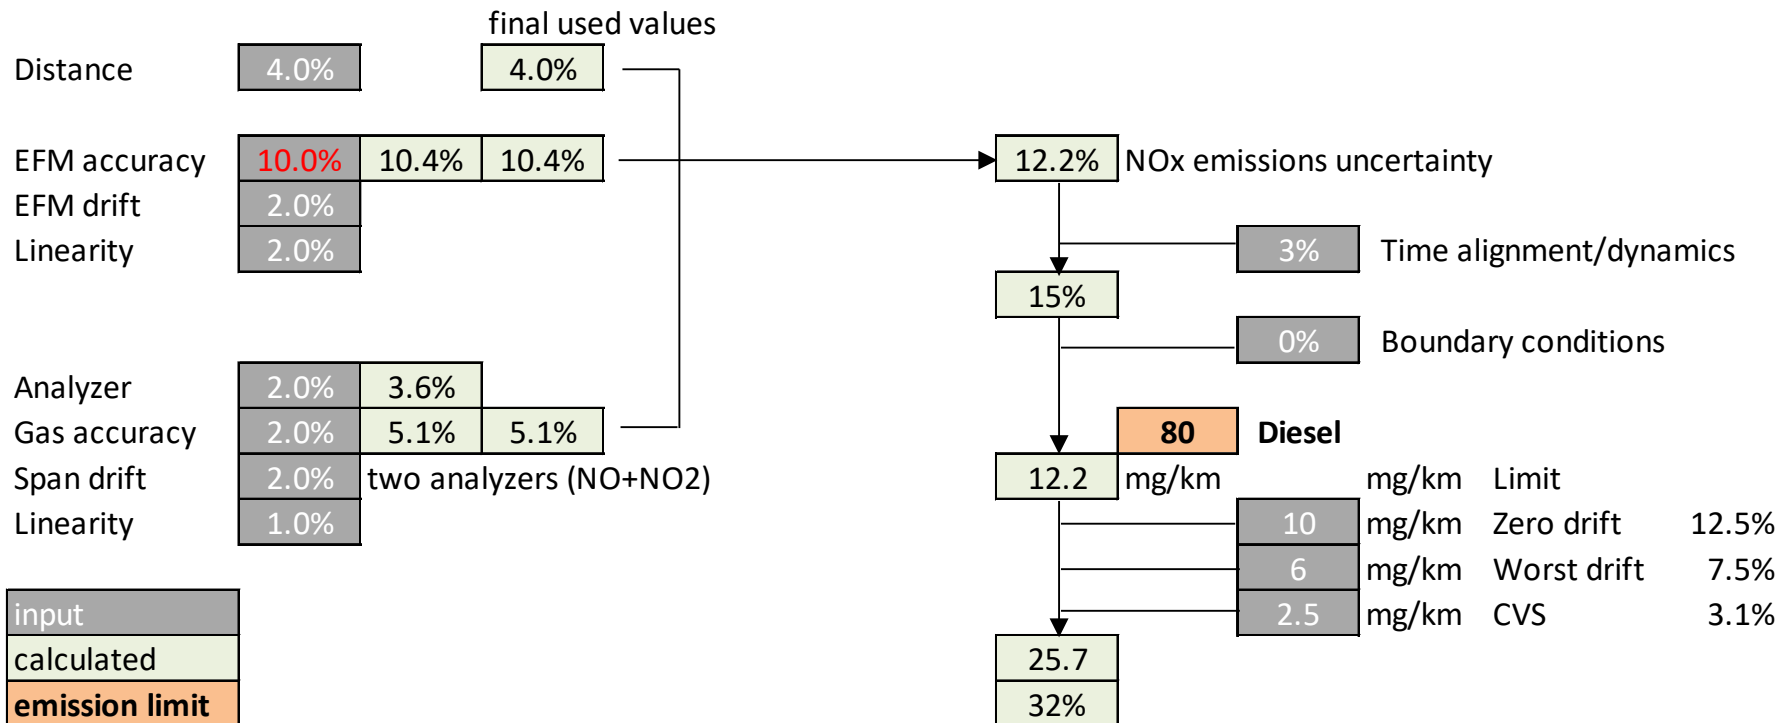 final used values
Distance 4.0% 4.0%
EFM accuracy 10.0% 10.4% 10.4% 12.2% NOx emissions uncertainty
EFM drift 2.0%
Linearity 2.0% 3% Time alignment/dynamics
15%
0% Boundary conditions
Analyzer 2.0% 3.6%
Gas accuracy 2.0% 5.1% 5.1% 80 Diesel
Span drift 2.0% two analyzers (NO+NO2) 12.2 mg/km mg/km Limit
Linearity 1.0% 10 mg/km Zero drift 12.5%
6 mg/km Worst drift 7.5%
input 2.5 mg/km CVS 3.1%
calculated 25.7
emission limit 32%